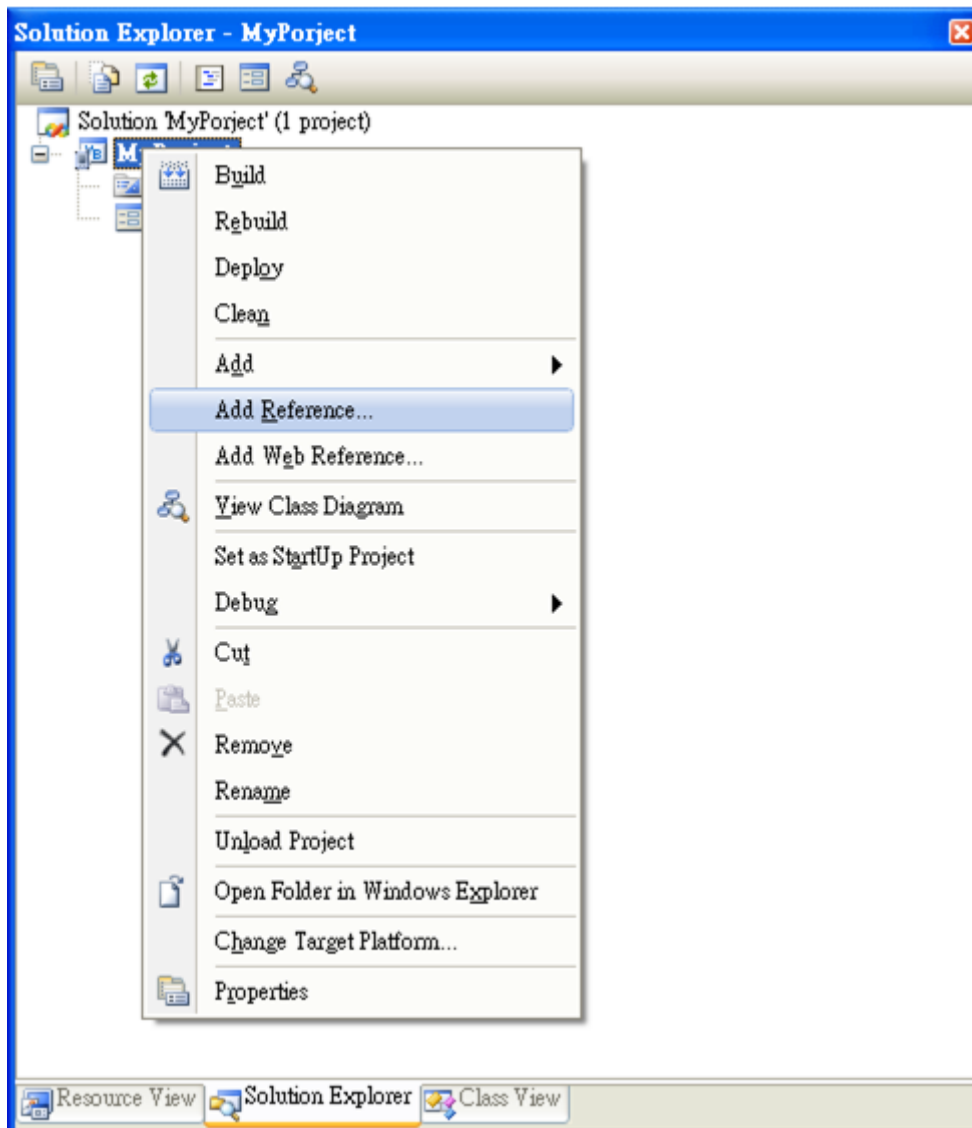 Solution Explorer - MyPorject
Solution 'MyPorject' (1 project)
Build
Rebuild
Deploy
Clean
Add
Add Reference...
Add Web Reference...
View Class Diagram
Set as StartUp Project
Debug
Cut
Paste
Remove
Rename
Unload Project
Open Folder in Windows Explorer
Change Target Platform...
Properties
Resource View
Solution Explorer
Class View